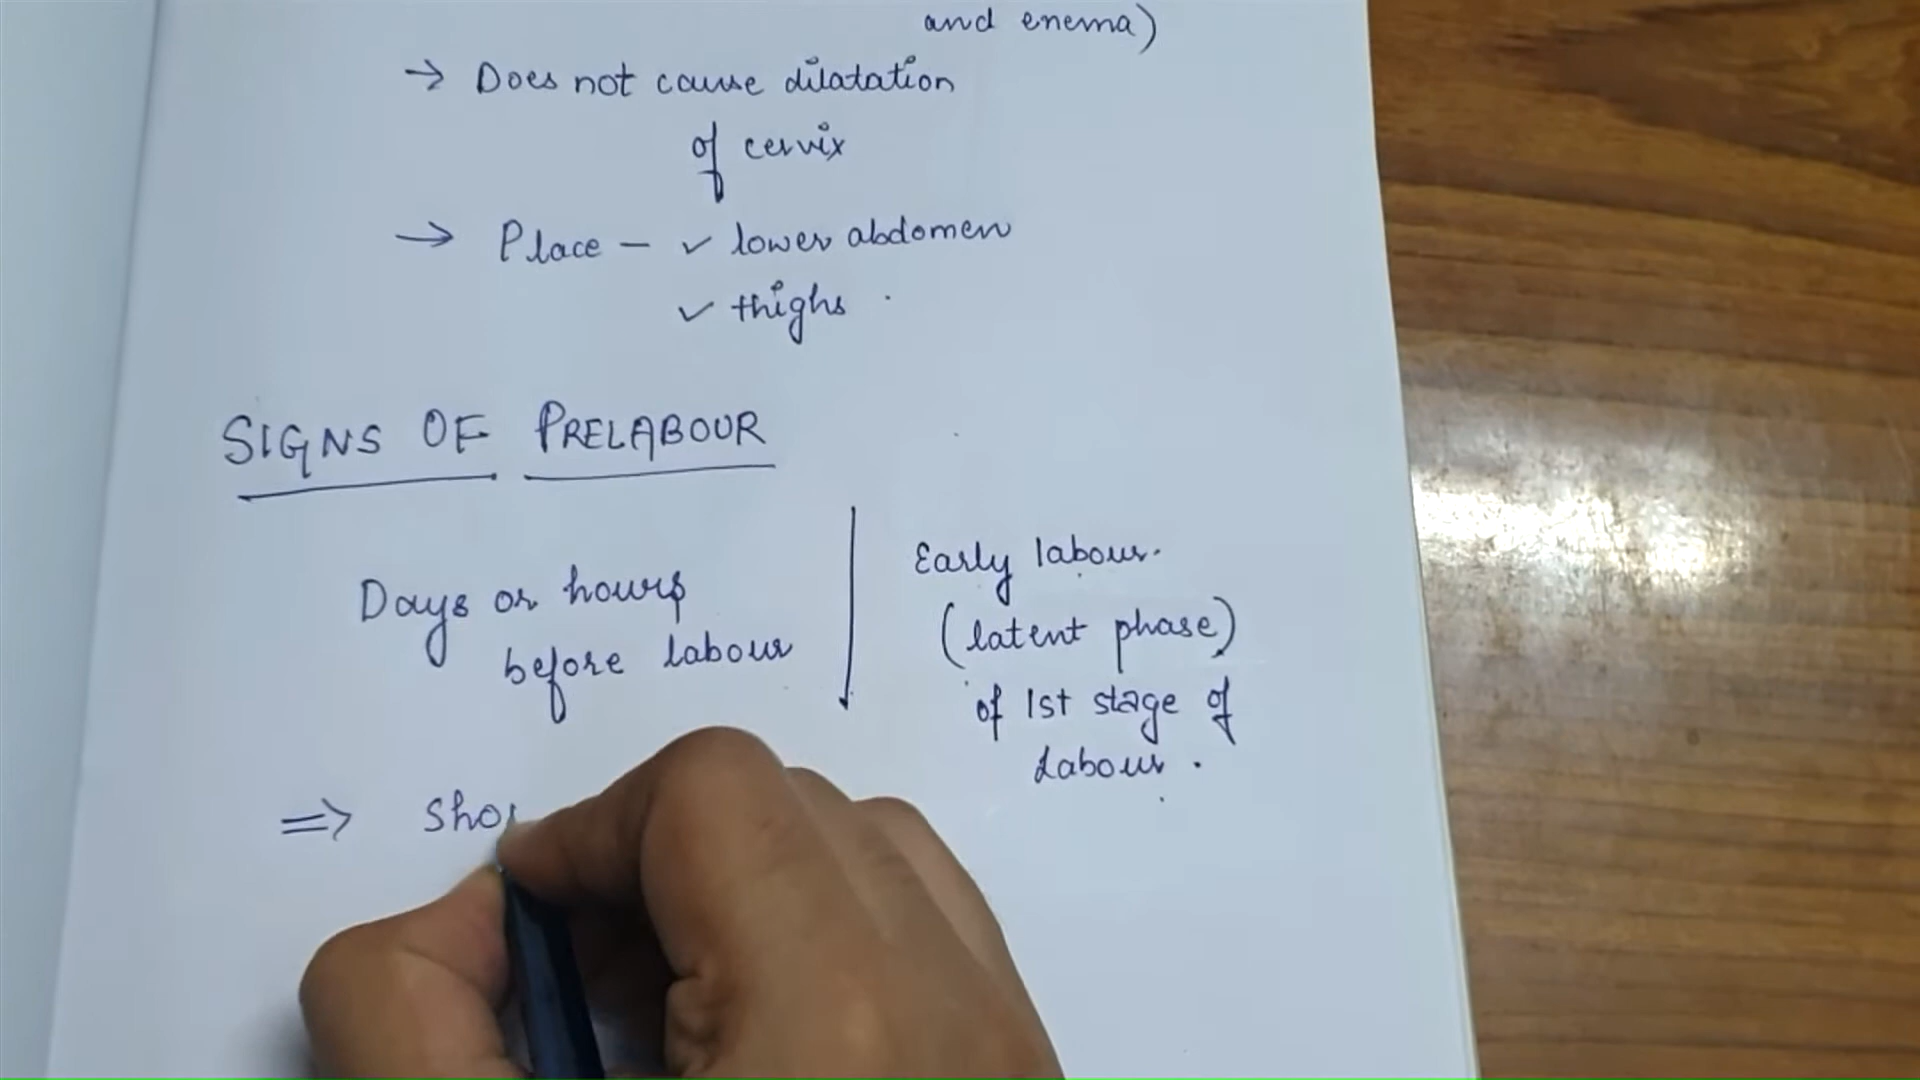 and enema)
→ Does not cause dilatation
of cervix
→ Place – ✓ lower abdomen
✓ thighs
SIGNS OF PRELABOUR
Days or hours
before labour
Early labour.
(latent phase)
of 1st stage of
Labour.
⇒